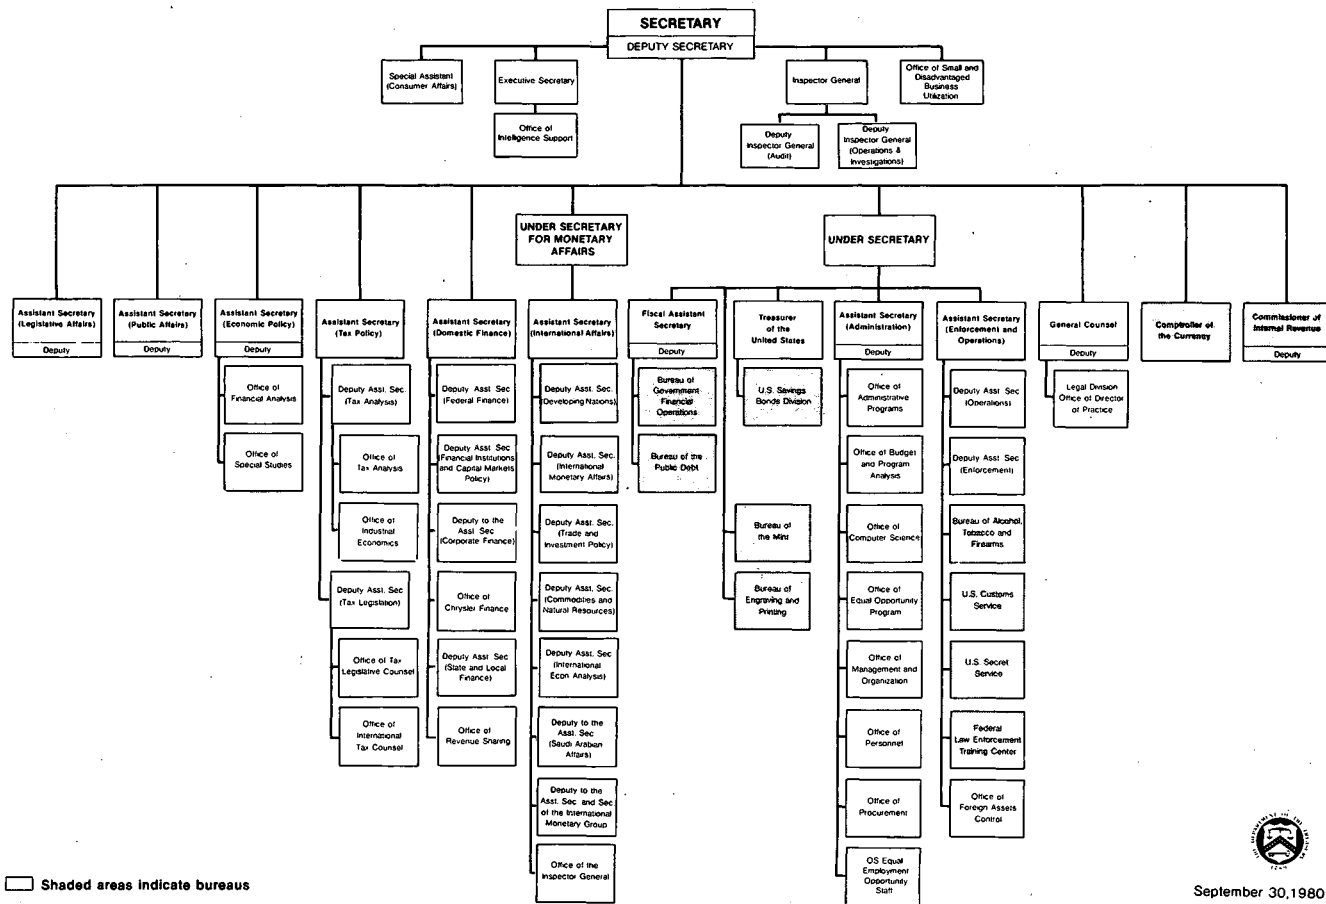 SECRETARY
DEPUTY SECRETARY
Special Assistant
(Consumer Affairs)
Executive Secretary
Office of
Intelligence Support
Inspector General
Office of Small and
Disadvantaged
Business
Utilization
Deputy
Inspector General
(Audit)
Deputy
Inspector General
(Operations &
Investigations)
UNDER SECRETARY
FOR MONETARY
AFFAIRS
UNDER SECRETARY
Assistant Secretary
(Legislative Affairs)
Deputy
Assistant Secretary
(Public Affairs)
Deputy
Assistant Secretary
(Economic Policy)
Deputy
Office of
Financial Analysis
Office of
Special Studies
Assistant Secretary
(Tax Policy)
Deputy Asst. Sec
(Tax Analysis)
Office of
Tax Analysis
Office of
Industrial
Economics
Deputy Asst. Sec
(Tax Legislation)
Office of Tax
Legislative Counsel
Office of
International
Tax Counsel
Assistant Secretary
(Domestic Finance)
Deputy Asst. Sec
(Federal Finance)
Deputy Asst. Sec
(Financial Institutions
and Capital Markets
Policy)
Deputy to the
Asst. Sec
(Corporate Finance)
Office of
Chrysler Finance
Deputy Asst. Sec
(State and Local
Finance)
Office of
Revenue Sharing
Assistant Secretary
(International Affairs)
Deputy Asst. Sec.
(Developing Nations)
Deputy Asst. Sec.
(International
Monetary Affairs)
Deputy Asst. Sec.
(Trade and
Investment Policy)
Deputy Asst. Sec.
(Commodities and
Natural Resources)
Deputy Asst. Sec
(International
Econ Analysis)
Deputy to the
Asst. Sec
(Saudi Arabian
Affairs)
Deputy to the
Asst. Sec. and Sec
of the International
Monetary Group
Office of the
Inspector General
Fiscal Assistant
Secretary
Deputy
Bureau of
Government
Financial
Operations
Bureau of the
Public Debt
Treasurer
of the
United States
U.S. Savings
Bonds Division
Bureau of
the Mint
Bureau of
Engraving and
Printing
Assistant Secretary
(Administration)
Deputy
Office of
Administrative
Programs
Office of Budget
and Program
Analysis
Office of
Computer Science
Office of
Equal Opportunity
Program
Office of
Management and
Organization
Office of
Personnel
Office of
Procurement
OS Equal
Employment
Opportunity
Staff
Assistant Secretary
(Enforcement and
Operations)
Deputy Asst. Sec
(Operations)
Deputy Asst. Sec
(Enforcement)
Bureau of Alcohol,
Tobacco and
Firearms
U.S. Customs
Service
U.S. Secret
Service
Federal
Law Enforcement
Training Center
Office of
Foreign Assets
Control
General Counsel
Deputy
Legal Division
Office of Director
of Practice
Comptroller of
the Currency
Commissioner of
Internal Revenue
Deputy
Shaded areas indicate bureaus
THE DEPARTMENT OF THE TREASURY
1789
September 30,1980